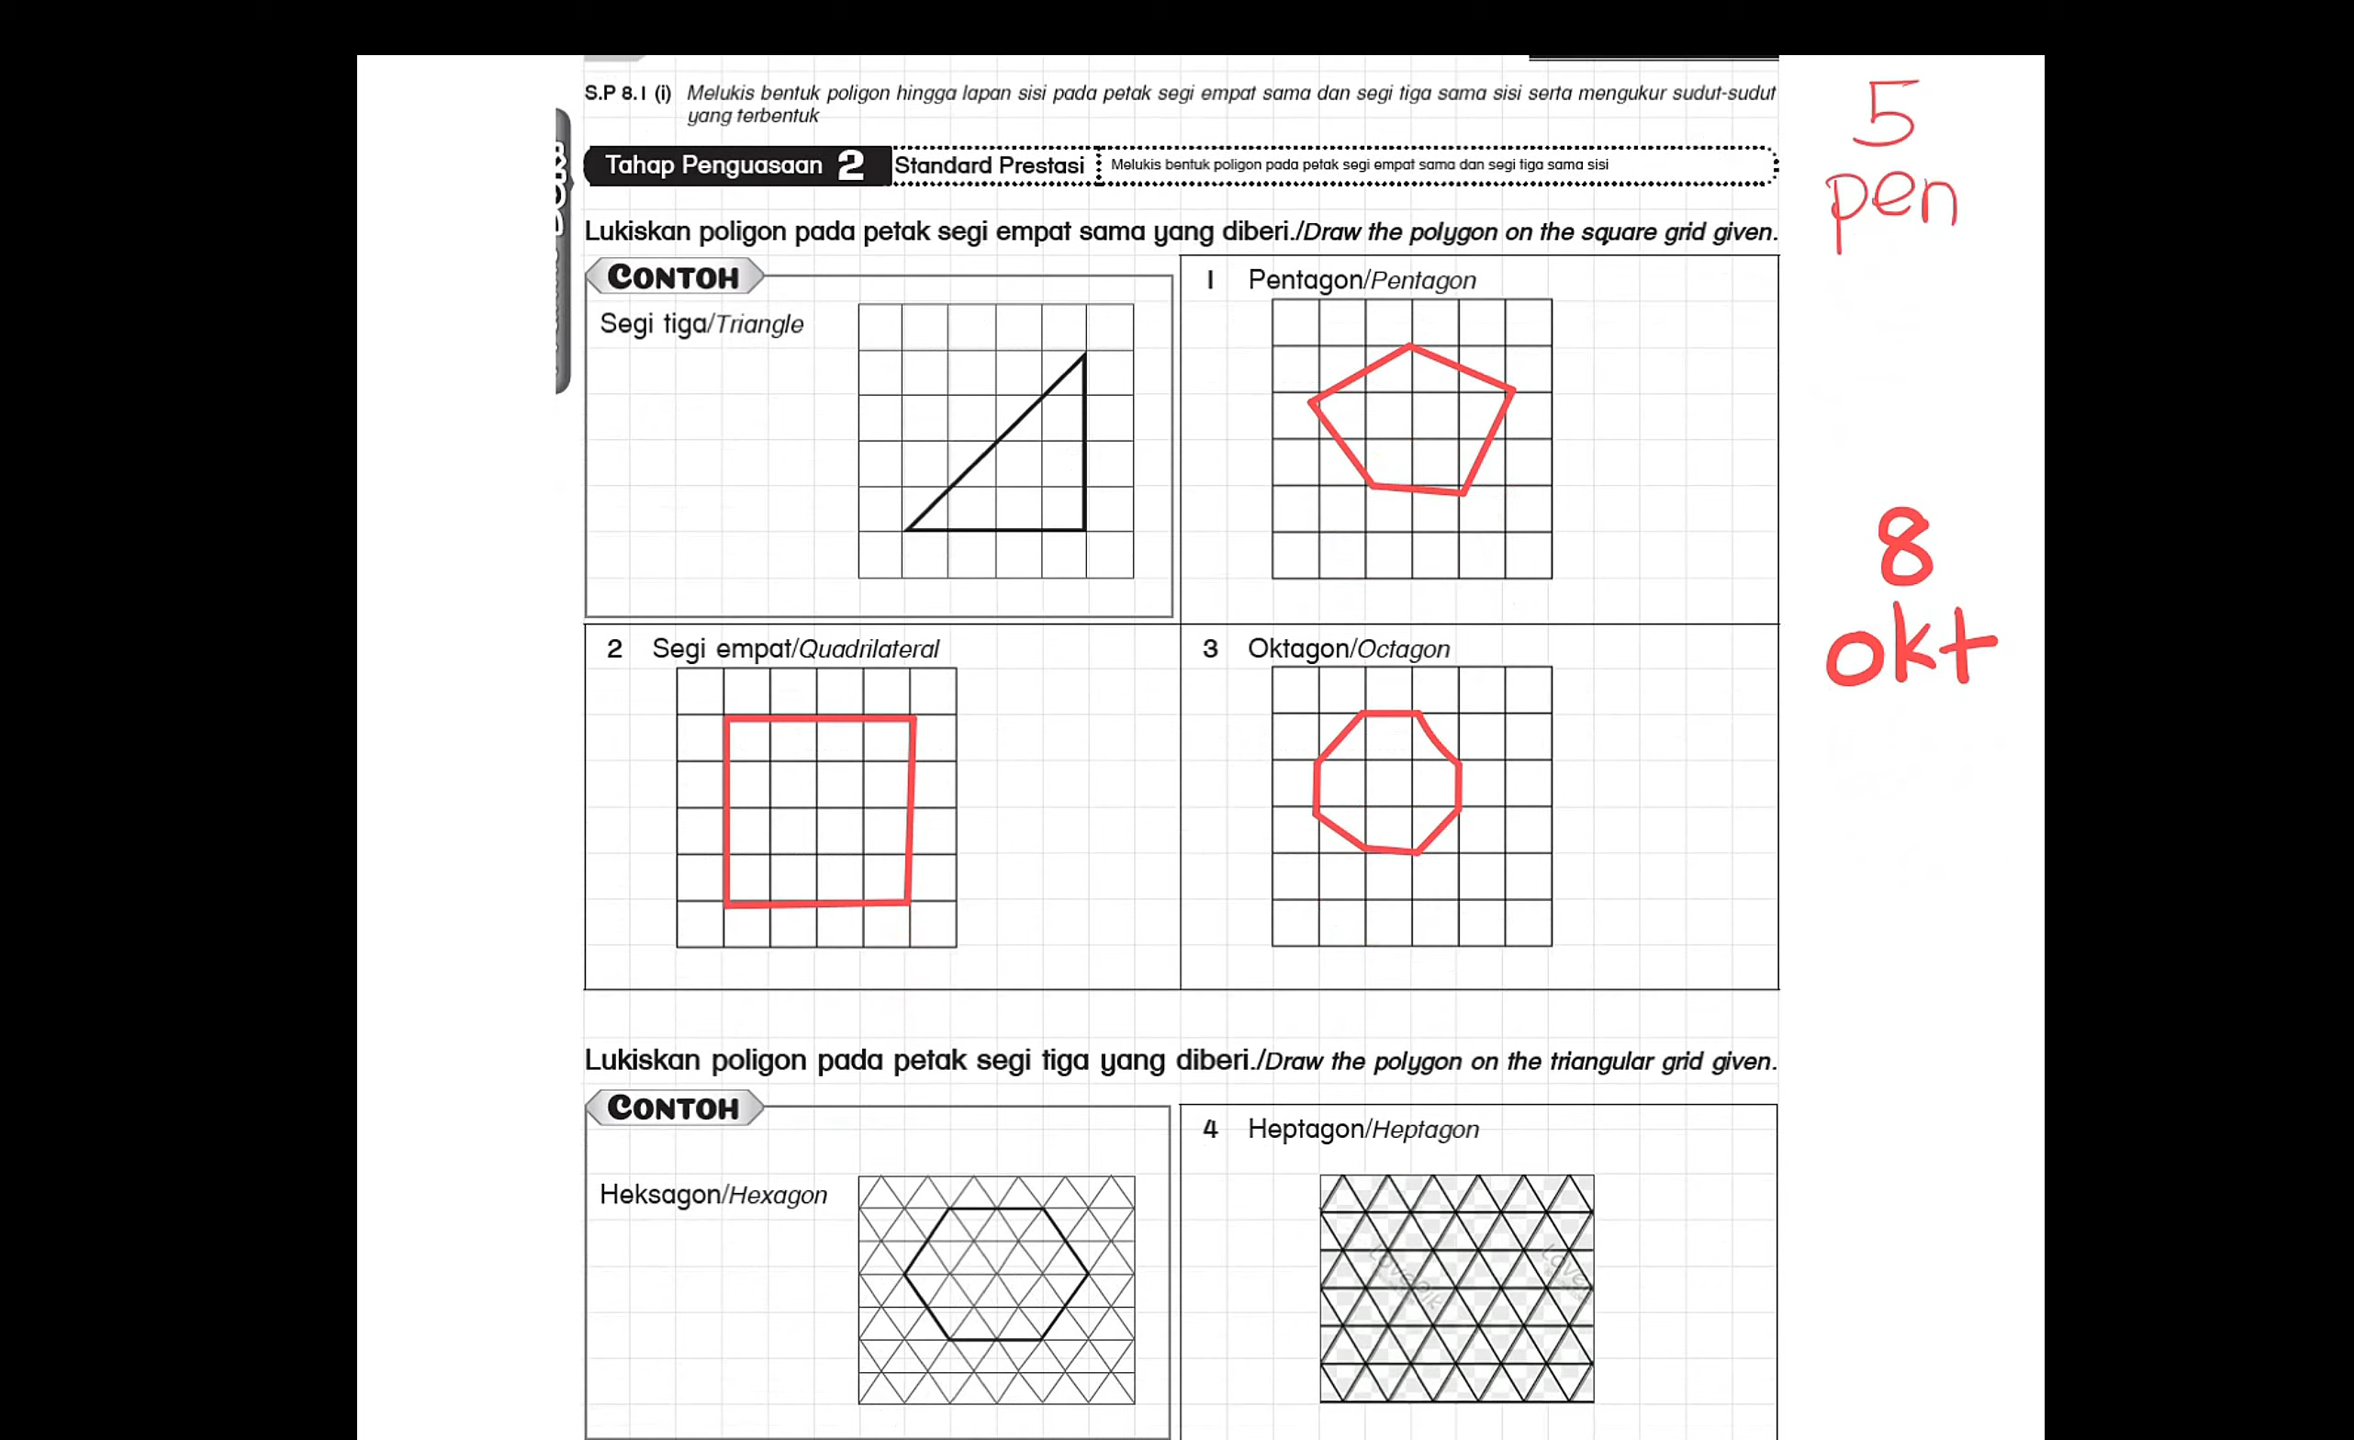 S.P 8.1 (i) Melukis bentuk poligon hingga lapan sisi pada petak segi empat sama dan segi tiga sama sisi serta mengukur sudut-sudut
yang terbentuk
Tahap Penguasaan 2 Standard Prestasi Melukis bentuk poligon pada petak segi empat sama dan segi tiga sama sisi
Lukiskan poligon pada petak segi empat sama yang diberi./Draw the polygon on the square grid given.
CONTOH
Segi tiga/Triangle
1 Pentagon/Pentagon
5
pen
2 Segi empat/Quadrilateral
3 Oktagon/Octagon
8
okt
Lukiskan poligon pada petak segi tiga yang diberi./Draw the polygon on the triangular grid given.
CONTOH
Heksagon/Hexagon
4 Heptagon/Heptagon